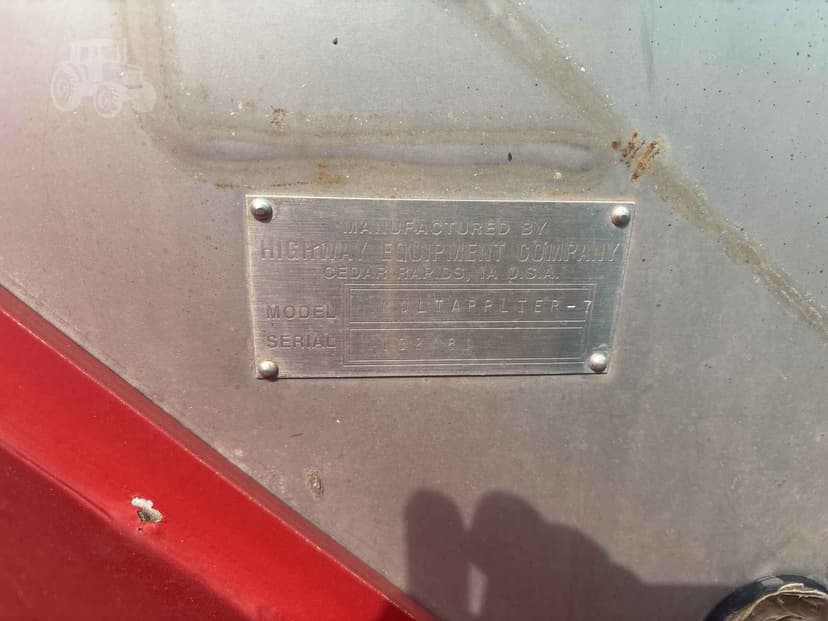 MANUFACTURED BY
HIGHWAY EQUIPMENT COMPANY
CEDAR RAPIDS, IA U.S.A.
MODEL
SERIAL